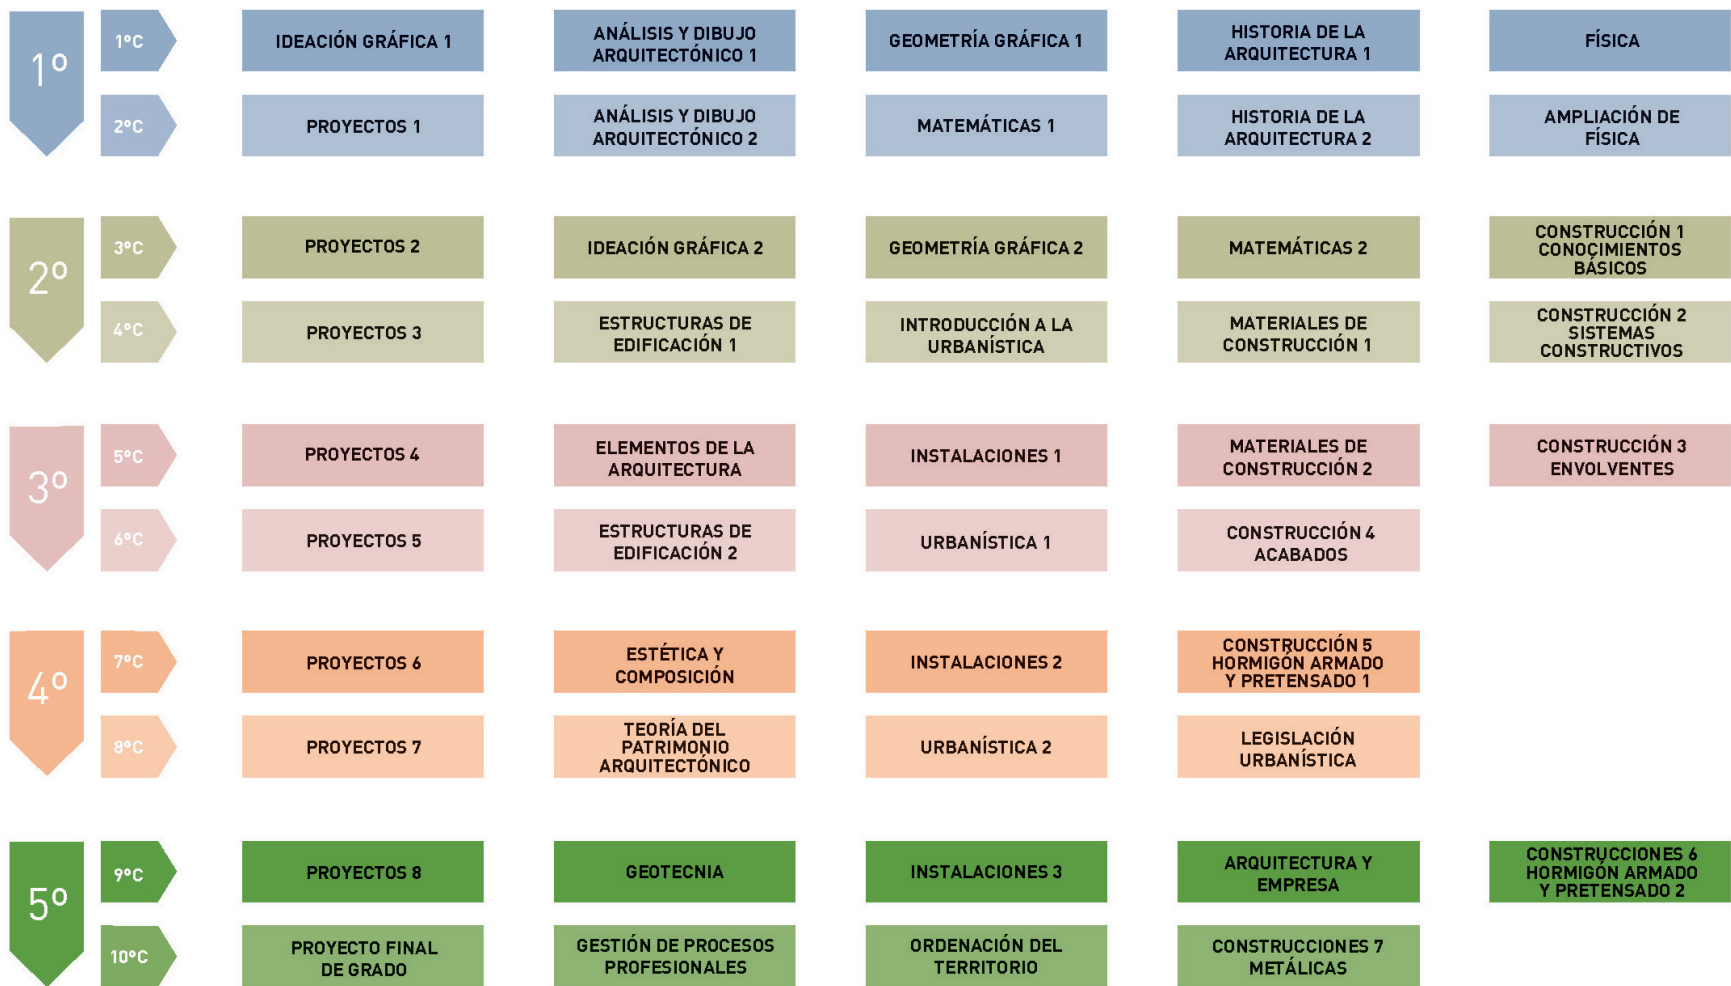 1º
1ºC
IDEACIÓN GRÁFICA 1
ANÁLISIS Y DIBUJO
ARQUITECTÓNICO 1
GEOMETRÍA GRÁFICA 1
HISTORIA DE LA
ARQUITECTURA 1
FÍSICA
2ºC
PROYECTOS 1
ANÁLISIS Y DIBUJO
ARQUITECTÓNICO 2
MATEMÁTICAS 1
HISTORIA DE LA
ARQUITECTURA 2
AMPLIACIÓN DE
FÍSICA
2º
3ºC
PROYECTOS 2
IDEACIÓN GRÁFICA 2
GEOMETRÍA GRÁFICA 2
MATEMÁTICAS 2
CONSTRUCCIÓN 1
CONOCIMIENTOS
BÁSICOS
4ºC
PROYECTOS 3
ESTRUCTURAS DE
EDIFICACIÓN 1
INTRODUCCIÓN A LA
URBANÍSTICA
MATERIALES DE
CONSTRUCCIÓN 1
CONSTRUCCIÓN 2
SISTEMAS
CONSTRUCTIVOS
3º
5ºC
PROYECTOS 4
ELEMENTOS DE LA
ARQUITECTURA
INSTALACIONES 1
MATERIALES DE
CONSTRUCCIÓN 2
CONSTRUCCIÓN 3
ENVOLVENTES
6ºC
PROYECTOS 5
ESTRUCTURAS DE
EDIFICACIÓN 2
URBANÍSTICA 1
CONSTRUCCIÓN 4
ACABADOS
4º
7ºC
PROYECTOS 6
ESTÉTICA Y
COMPOSICIÓN
INSTALACIONES 2
CONSTRUCCIÓN 5
HORMIGÓN ARMADO
Y PRETENSADO 1
8ºC
PROYECTOS 7
TEORÍA DEL
PATRIMONIO
ARQUITECTÓNICO
URBANÍSTICA 2
LEGISLACIÓN
URBANÍSTICA
5º
9ºC
PROYECTOS 8
GEOTECNIA
INSTALACIONES 3
ARQUITECTURA Y
EMPRESA
CONSTRUCCIONES 6
HORMIGÓN ARMADO
Y PRETENSADO 2
10ºC
PROYECTO FINAL
DE GRADO
GESTIÓN DE PROCESOS
PROFESIONALES
ORDENACIÓN DEL
TERRITORIO
CONSTRUCCIONES 7
METÁLICAS